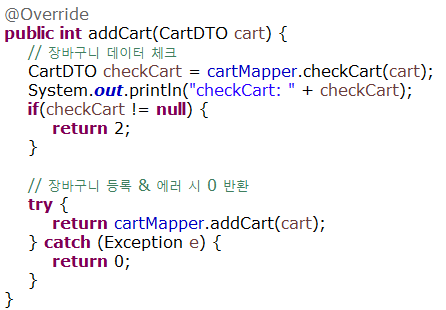 @Override
public int addCart(CartDTO cart) {
// 장바구니 데이터 체크
CartDTO checkCart = cartMapper.checkCart(cart);
System.out.println("checkCart: " + checkCart);
if(checkCart != null) {
return 2;
}
// 장바구니 등록 & 에러 시 0 반환
try {
return cartMapper.addCart(cart);
} catch (Exception e) {
return 0;
}
}